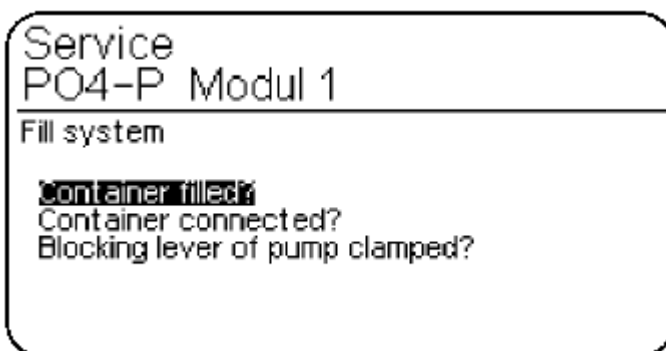 Service
PO4-P Modul 1
Fill system
Container filled?
Container connected?
Blocking lever of pump clamped?